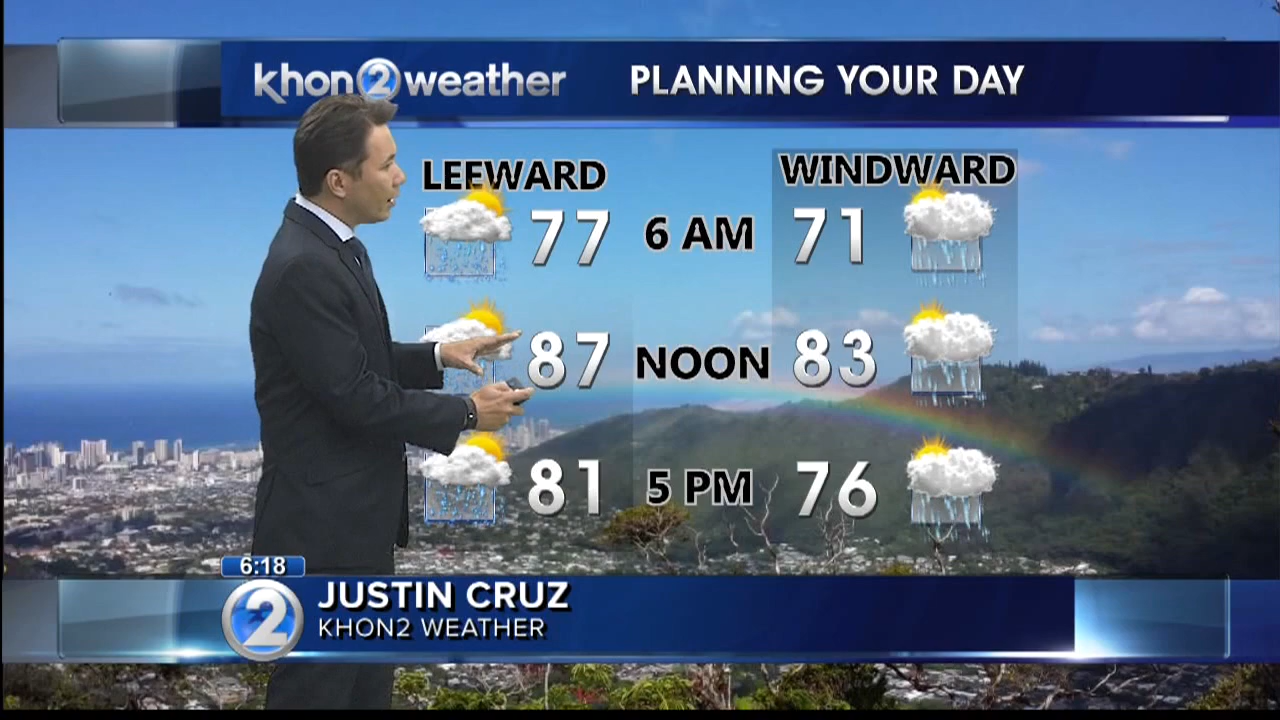 khon2weather PLANNING YOUR DAY
LEEWARD WINDWARD
77 6 AM 71
87 NOON 83
81 5 PM 76
6:18
2 JUSTIN CRUZ
KHON2 WEATHER